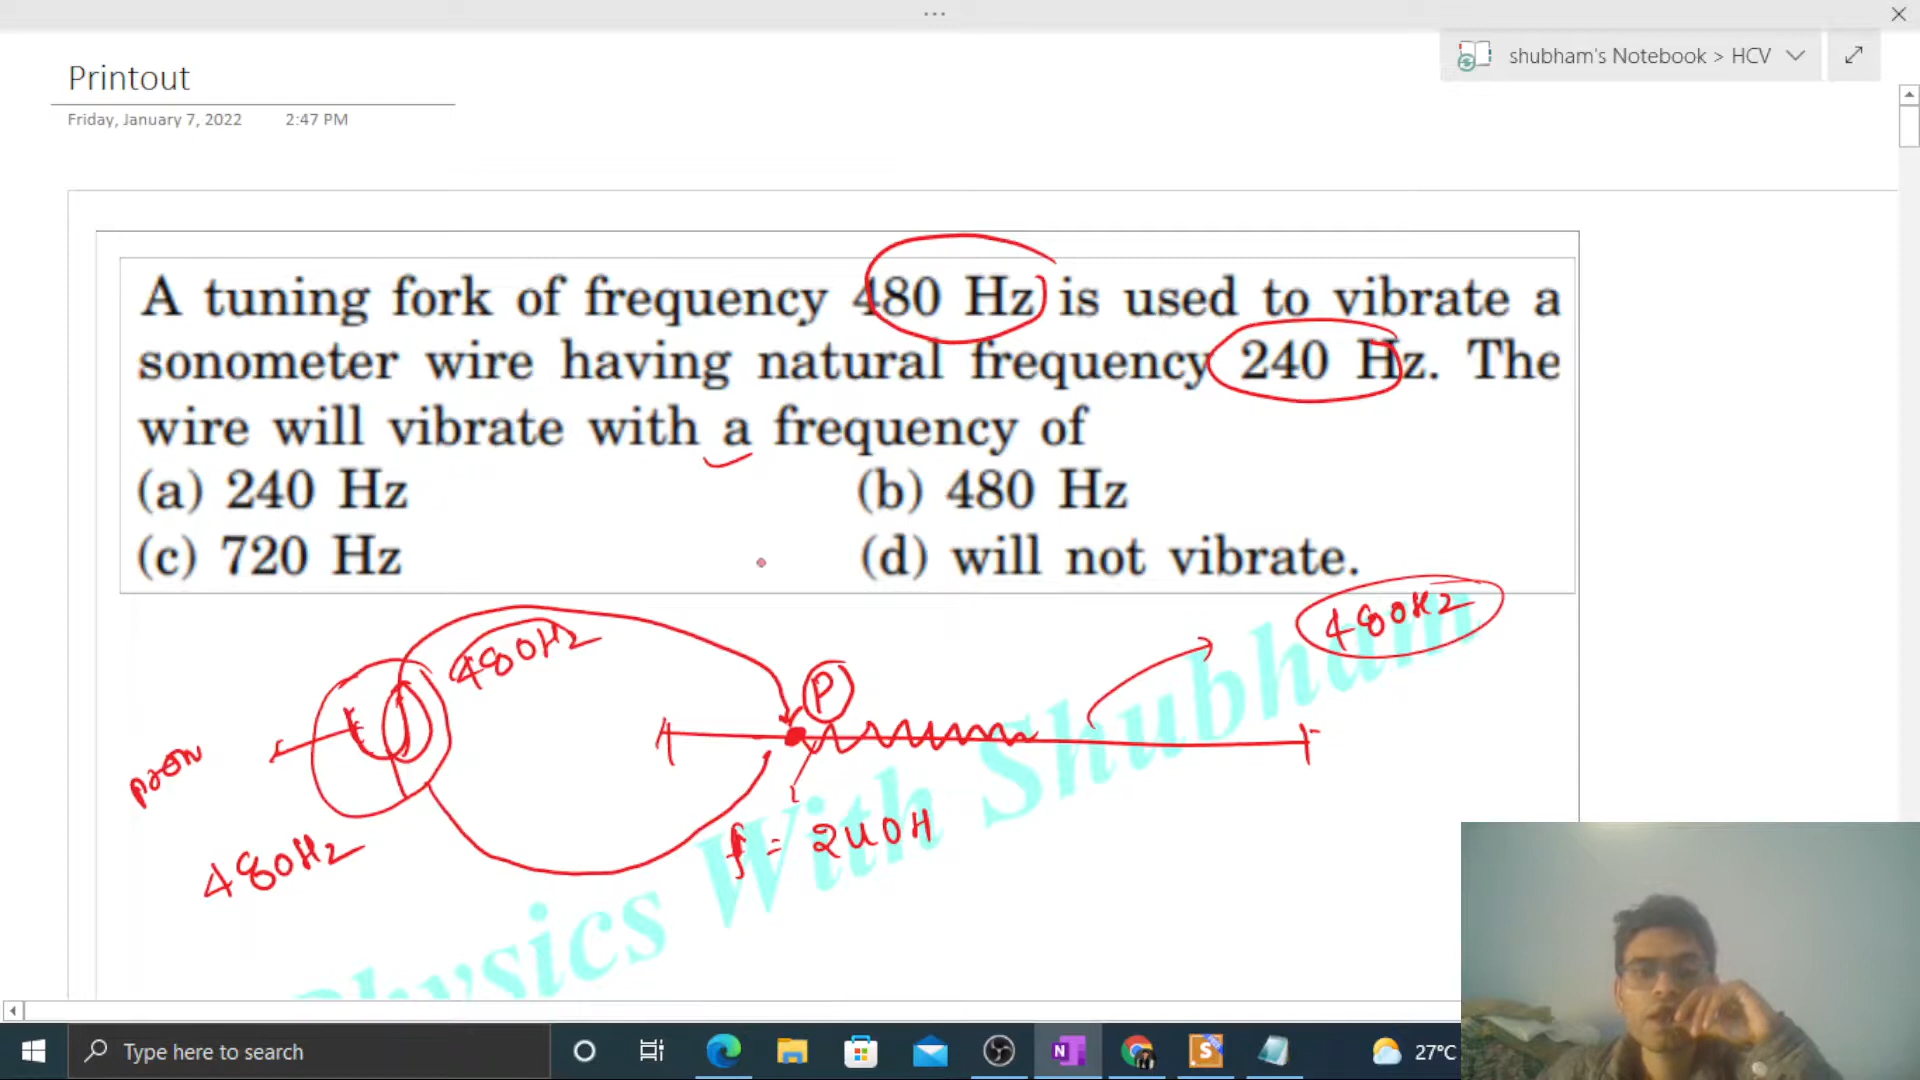 ...
shubham's Notebook > HCV
Printout
Friday, January 7, 2022 2:47 PM
A tuning fork of frequency 480 Hz is used to vibrate a
sonometer wire having natural frequency 240 Hz. The
wire will vibrate with a frequency of
(a) 240 Hz (b) 480 Hz
(c) 720 Hz (d) will not vibrate.
480Hz
480Hz
P
480Hz
f = 240H
Physics With Shubham
Type here to search
27°C